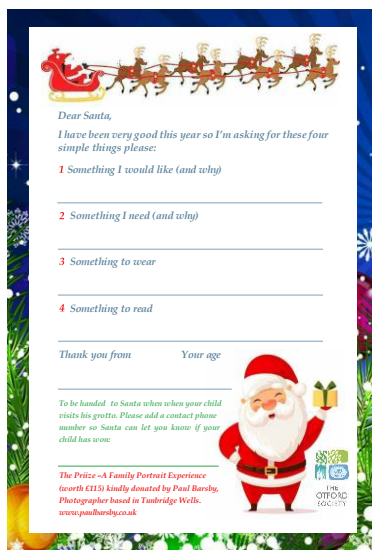 Dear Santa,
I have been very good this year so I'm asking for these four
simple things please:
1 Something I would like (and why)
2 Something I need (and why)
3 Something to wear
4 Something to read
Thank you from Your age
To be handed to Santa when when your child
visits his grotto. Please add a contact phone
number so Santa can let you know if your
child has won:
The Priize –A Family Portrait Experience
(worth £115) kindly donated by Paul Barsby,
Photographer based in Tunbridge Wells.
www.paulbarsby.co.uk
THE
OTFORD
SOCIETY